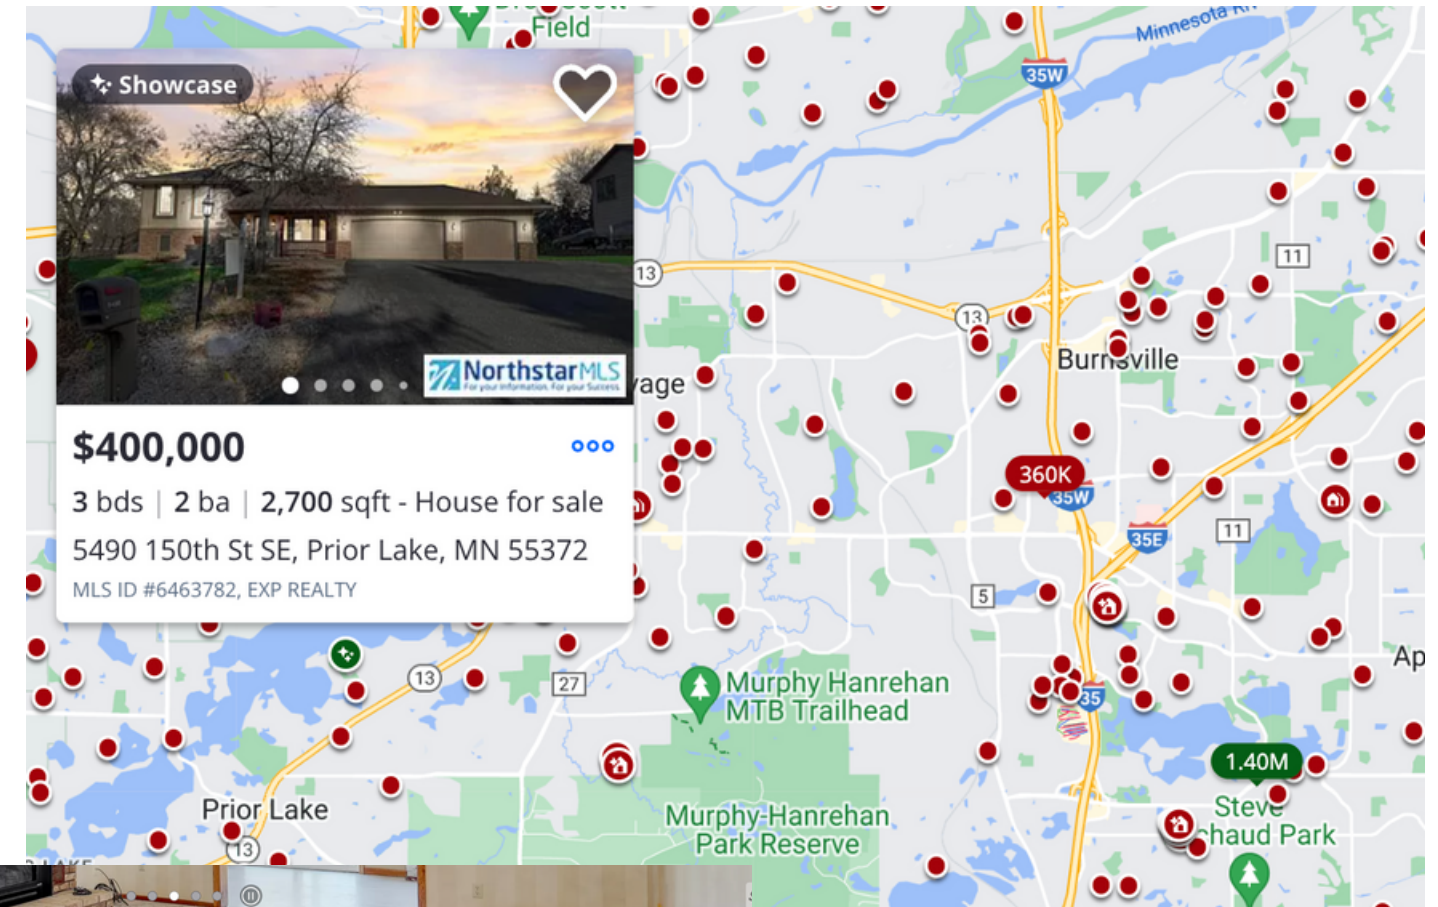 Field
Minnesota
35W
Showcase
11
13
13
Burnsville
NorthstarMLS
For your Information. For your Success.
$400,000
3 bds | 2 ba | 2,700 sqft - House for sale
5490 150th St SE, Prior Lake, MN 55372
MLS ID #6463782, EXP REALTY
360K
35W
35E
11
5
13
27
Murphy Hanrehan
MTB Trailhead
35
1.40M
Prior Lake
13
Murphy-Hanrehan
Park Reserve
Steve
chaud Park
Ap